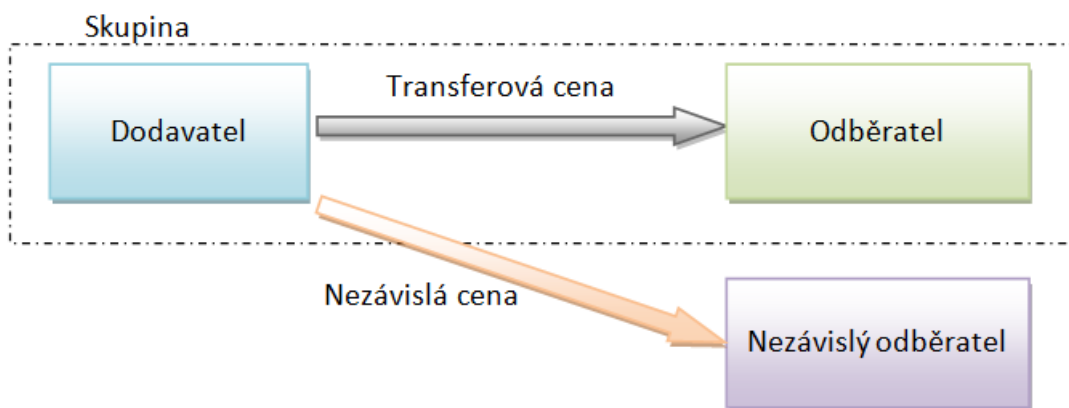 Skupina
Transferová cena
Dodavatel
Odběratel
Nezávislá cena
Nezávislý odběratel